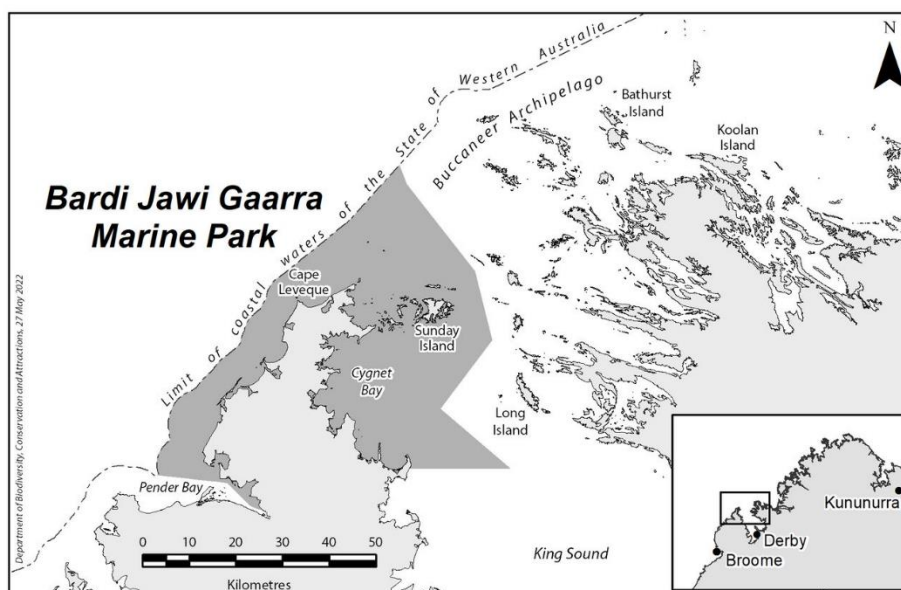 N
Limit of coastal waters of the State of Western Australia
Buccaneer Archipelago
Bathurst
Island
Koolan
Island
Bardi Jawi Gaarra
Marine Park
Cape
Leveque
Sunday
Island
Cygnet
Bay
Long
Island
Pender Bay
King Sound
0 10 20 30 40 50
Kilometres
Kununurra
Derby
Broome
Department of Biodiversity, Conservation and Attractions, 27 May 2022